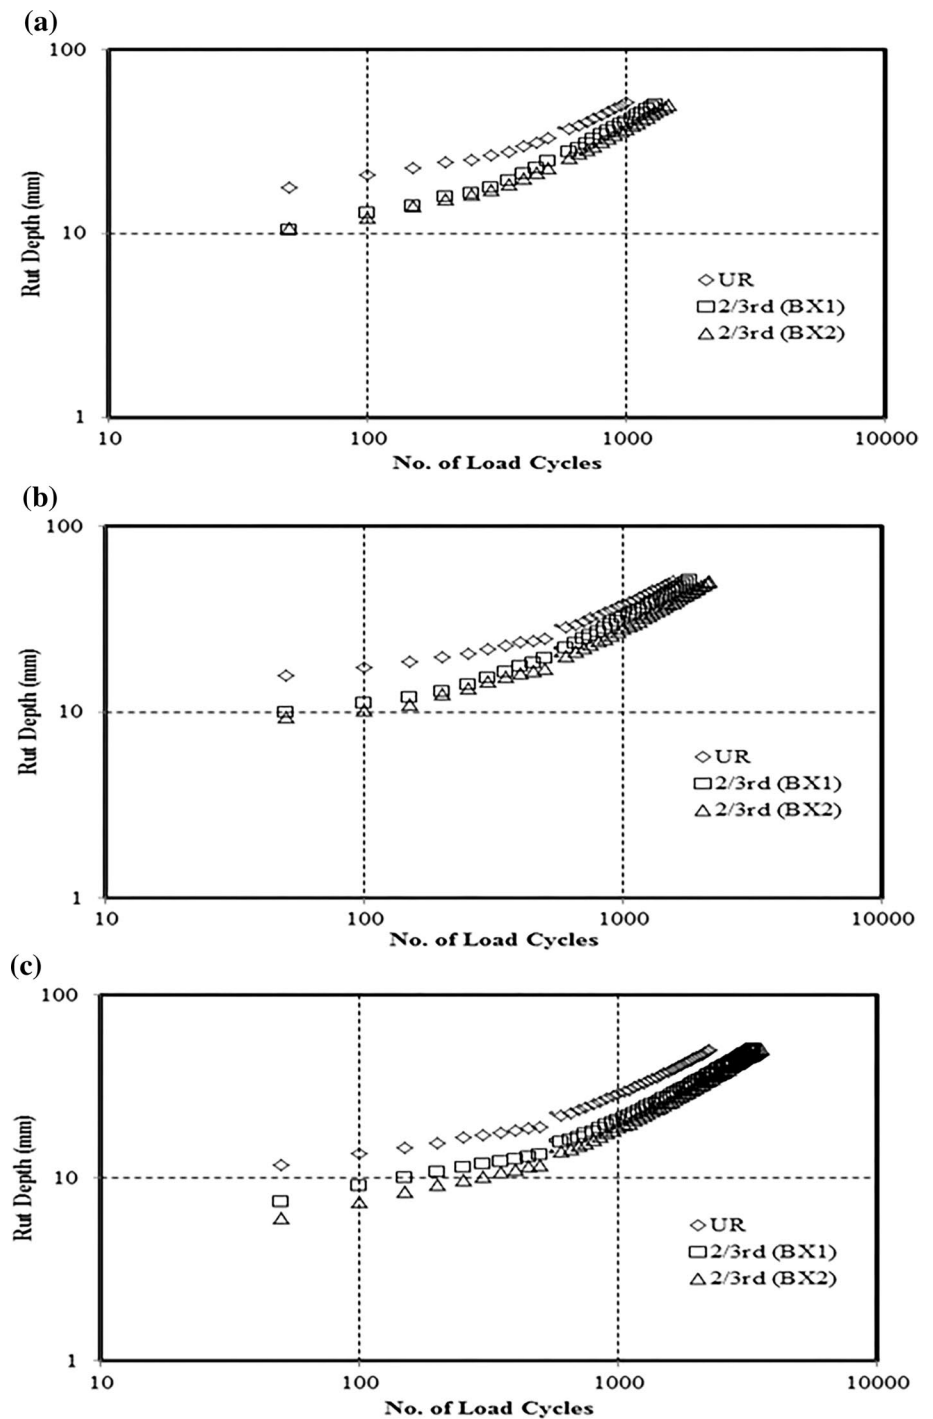 (a)
100
10
1
Rut Depth (mm)
UR
2/3rd (BX1)
2/3rd (BX2)
10 100 1000 10000
No. of Load Cycles
(b)
100
10
1
Rut Depth (mm)
UR
2/3rd (BX1)
2/3rd (BX2)
10 100 1000 10000
No. of Load Cycles
(c)
100
10
1
Rut Depth (mm)
UR
2/3rd (BX1)
2/3rd (BX2)
10 100 1000 10000
No. of Load Cycles